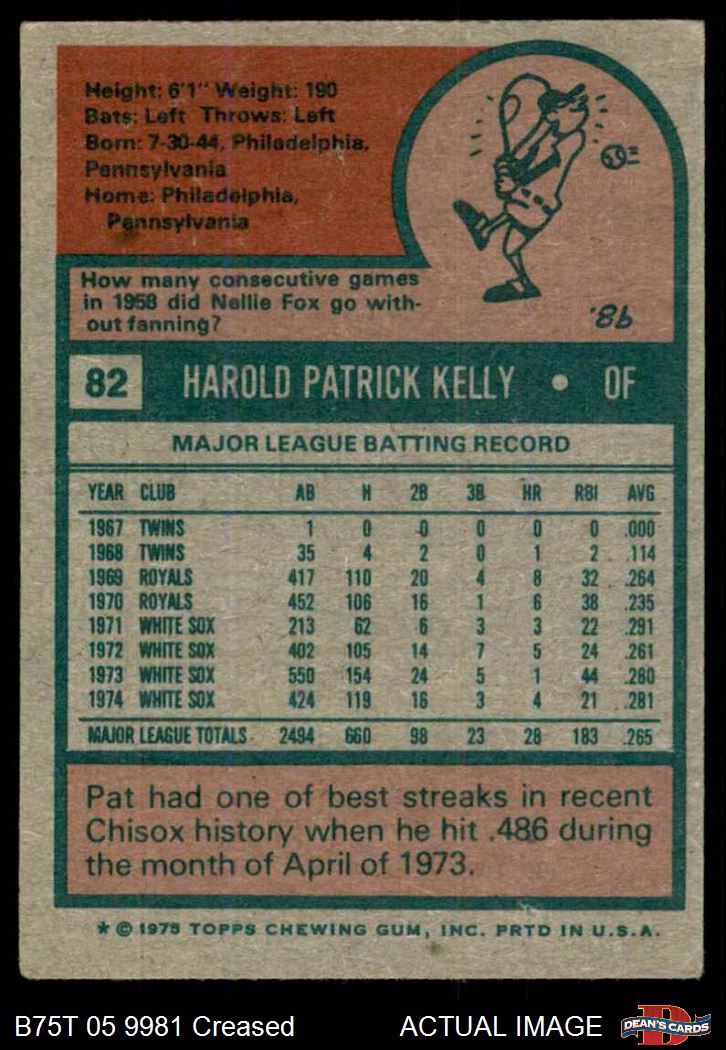 Height: 6'1" Weight: 190
Bats: Left Throws: Left
Born: 7-30-44, Philadelphia,
Pennsylvania
Home: Philadelphia,
Pennsylvania
How many consecutive games
in 1958 did Nellie Fox go with-
out fanning?
98.
82 HAROLD PATRICK KELLY • OF
MAJOR LEAGUE BATTING RECORD
YEAR CLUB AB H 2B 3B HR RBI AVG
1967 TWINS 1 0 0 0 0 0 .000
1968 TWINS 35 4 2 0 1 2 .114
1969 ROYALS 417 110 20 4 8 32 .264
1970 ROYALS 452 106 16 1 6 38 .235
1971 WHITE SOX 213 62 6 3 3 22 .291
1972 WHITE SOX 402 105 14 7 5 24 .261
1973 WHITE SOX 550 154 24 5 1 44 .280
1974 WHITE SOX 424 119 16 3 4 21 .281
MAJOR LEAGUE TOTALS 2494 660 98 23 28 183 .265
Pat had one of best streaks in recent
Chisox history when he hit .486 during
the month of April of 1973.
* © 1975 TOPPS CHEWING GUM, INC. PRTD IN U.S.A.
B75T 05 9981 Creased ACTUAL IMAGE
D
DEAN'S CARDS